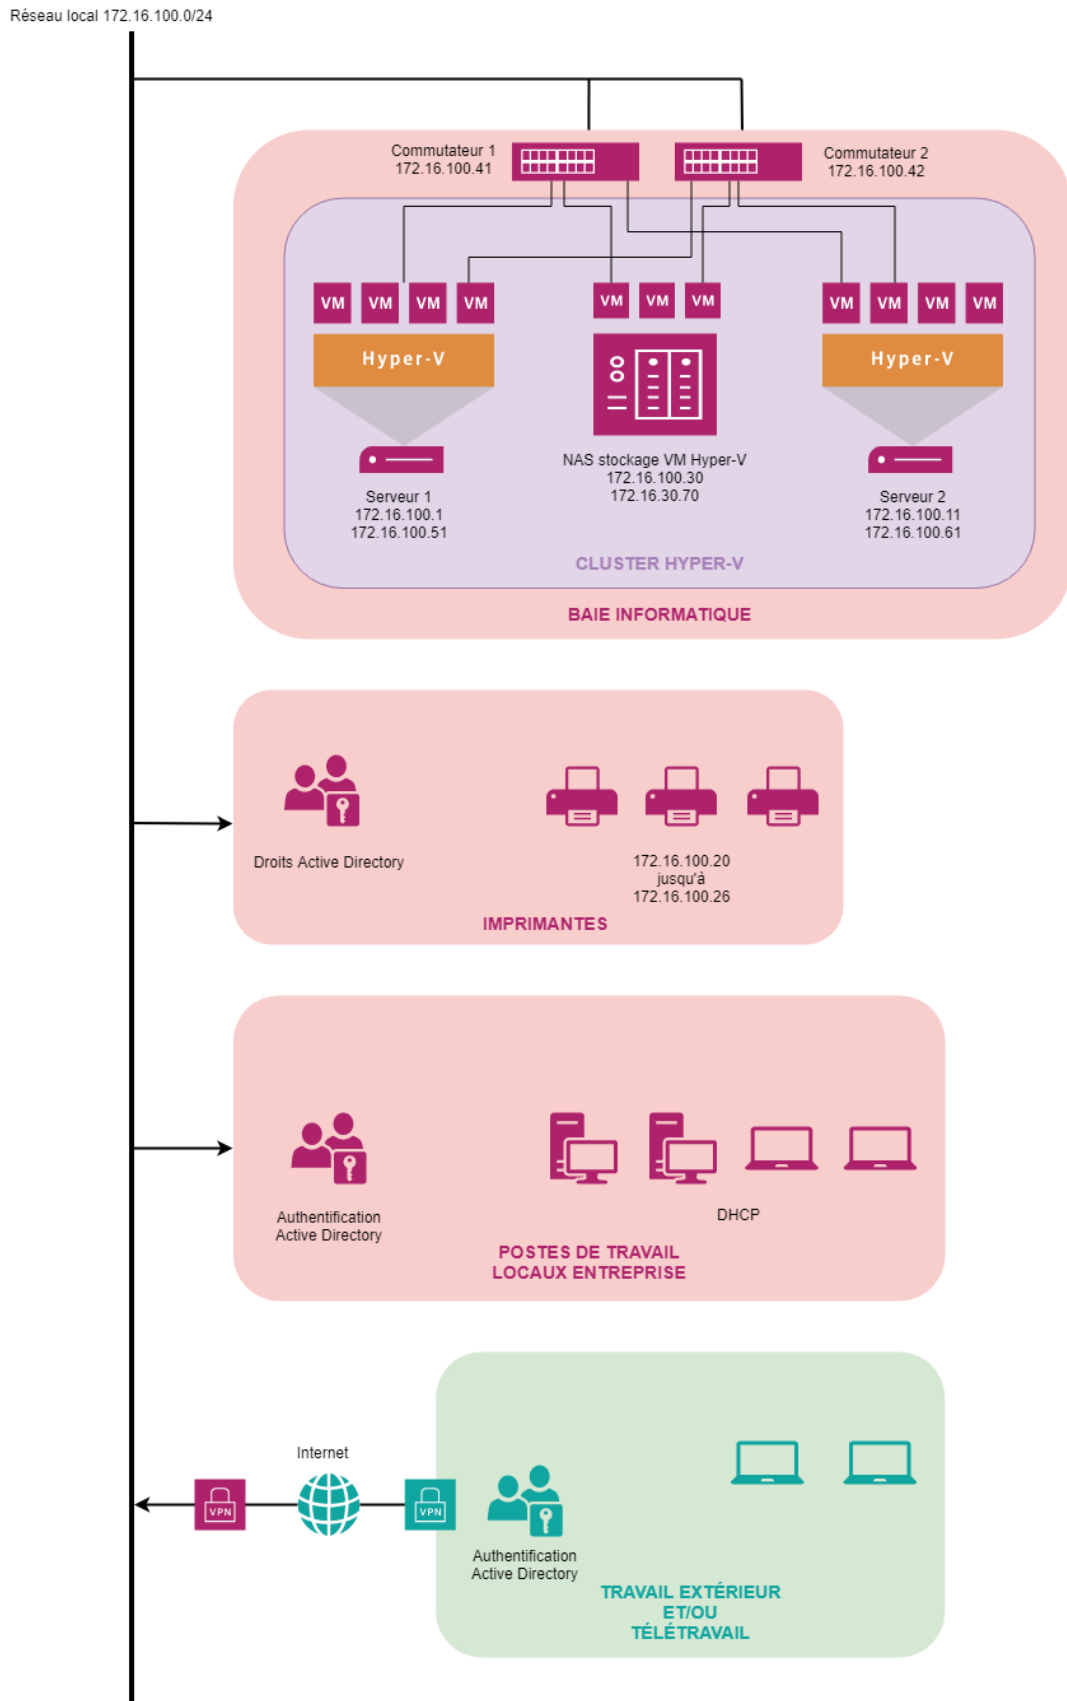 Réseau local 172.16.100.0/24
Commutateur 1
172.16.100.41
Commutateur 2
172.16.100.42
VM VM VM VM
VM VM VM
VM VM VM VM
Hyper-V
Hyper-V
NAS stockage VM Hyper-V
172.16.100.30
172.16.30.70
Serveur 1
172.16.100.1
172.16.100.51
Serveur 2
172.16.100.11
172.16.100.61
CLUSTER HYPER-V
BAIE INFORMATIQUE
Droits Active Directory
172.16.100.20
jusqu'à
172.16.100.26
IMPRIMANTES
Authentification
Active Directory
DHCP
POSTES DE TRAVAIL
LOCAUX ENTREPRISE
Internet
VPN
VPN
Authentification
Active Directory
TRAVAIL EXTÉRIEUR
ET/OU
TÉLÉTRAVAIL